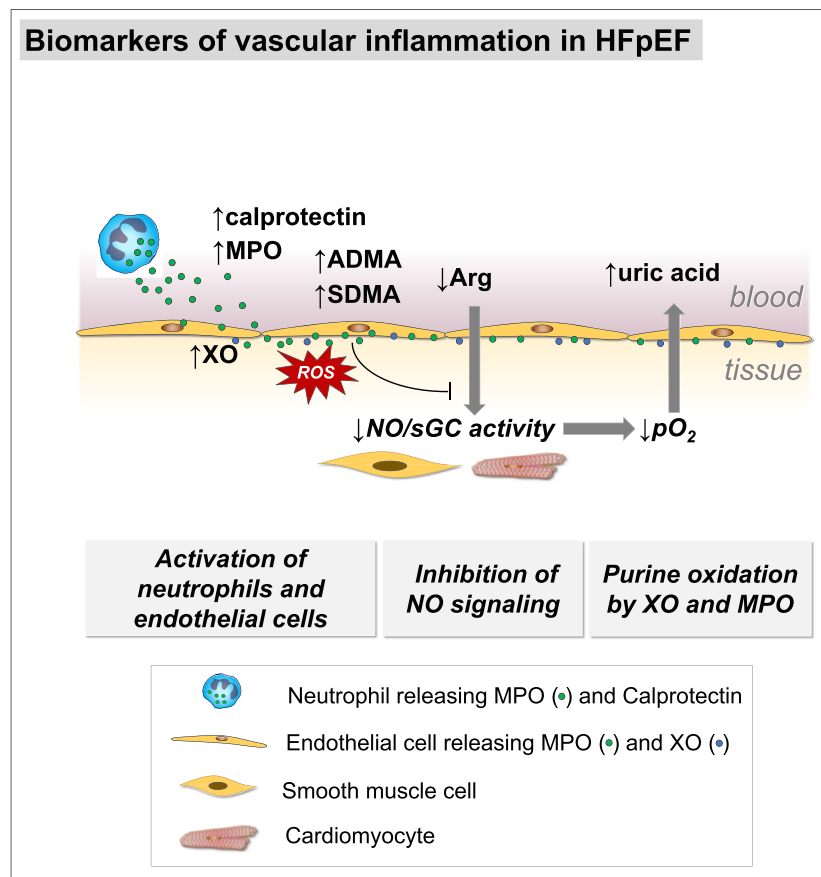 Biomarkers of vascular inflammation in HFpEF
↑calprotectin
↑MPO
↑ADMA
↑SDMA
↓Arg
↑uric acid
blood
↑XO
ROS
tissue
↓NO/sGC activity
↓pO₂
Activation of
neutrophils and
endothelial cells
Inhibition of
NO signaling
Purine oxidation
by XO and MPO
Neutrophil releasing MPO (•) and Calprotectin
Endothelial cell releasing MPO (•) and XO (•)
Smooth muscle cell
Cardiomyocyte